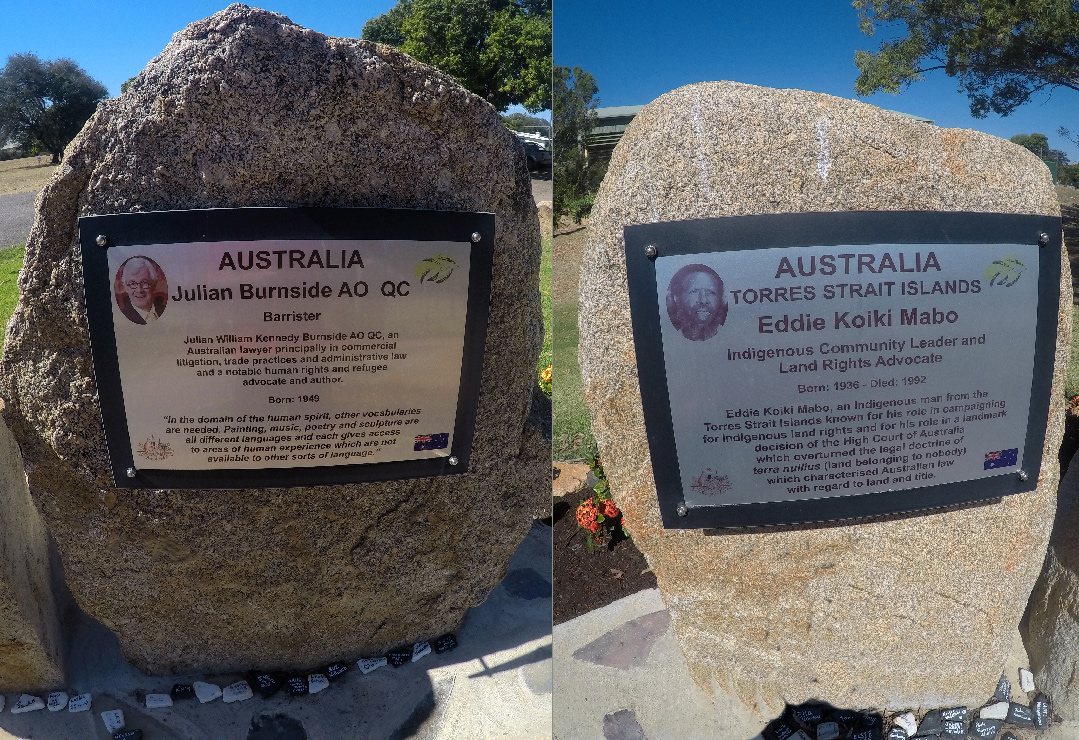 AUSTRALIA
Julian Burnside AO QC
Barrister
Julian William Kennedy Burnside AO QC, an
Australian lawyer principally in commercial
litigation, trade practices and administrative law
and a notable human rights and refugee
advocate and author.
Born: 1949
"In the domain of the human spirit, other vocabularies
are needed. Painting, music, poetry and sculpture are
all different languages and each gives access
to areas of human experience which are not
available to other sorts of language."
AUSTRALIA
TORRES STRAIT ISLANDS
Eddie Koiki Mabo
Indigenous Community Leader and
Land Rights Advocate
Born: 1936 - Died: 1992
Eddie Koiki Mabo, an Indigenous man from the
Torres Strait Islands known for his role in campaigning
for indigenous land rights and for his role in a landmark
decision of the High Court of Australia
which overturned the legal doctrine of
terra nullius (land belonging to nobody)
which characterised Australian law
with regard to land and title.